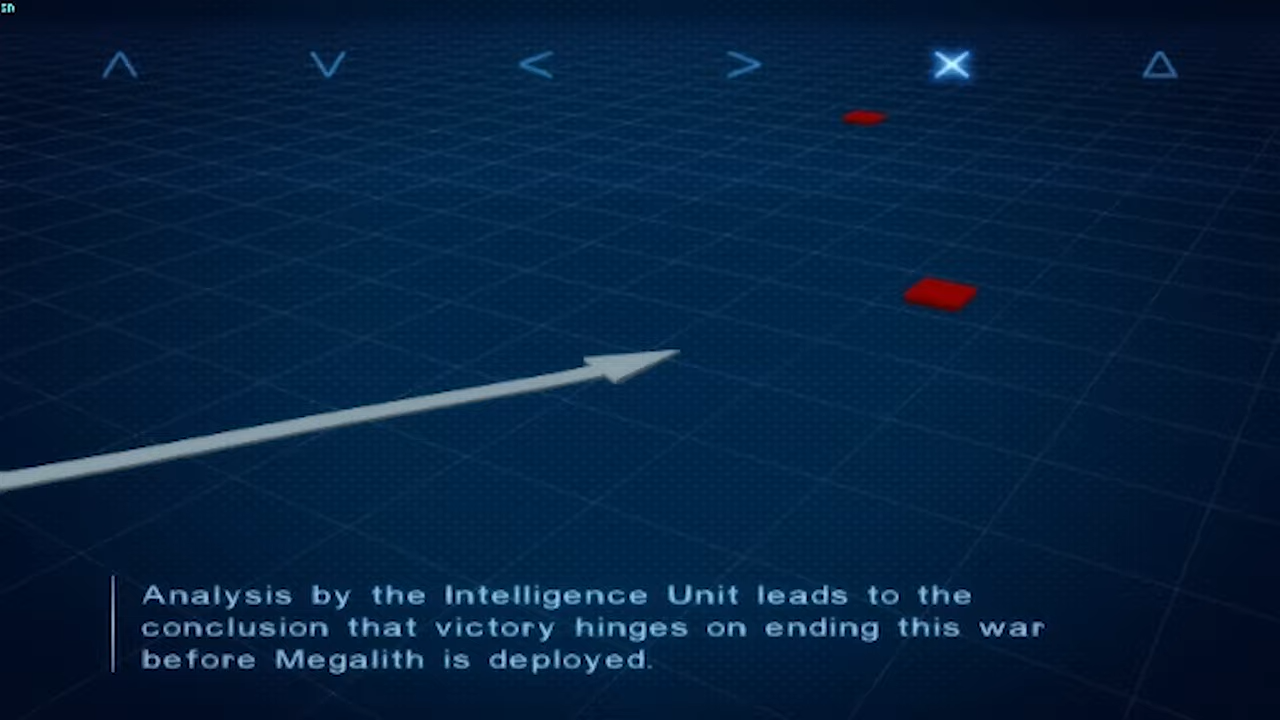 Analysis by the Intelligence Unit leads to the
conclusion that victory hinges on ending this war
before Megalith is deployed.